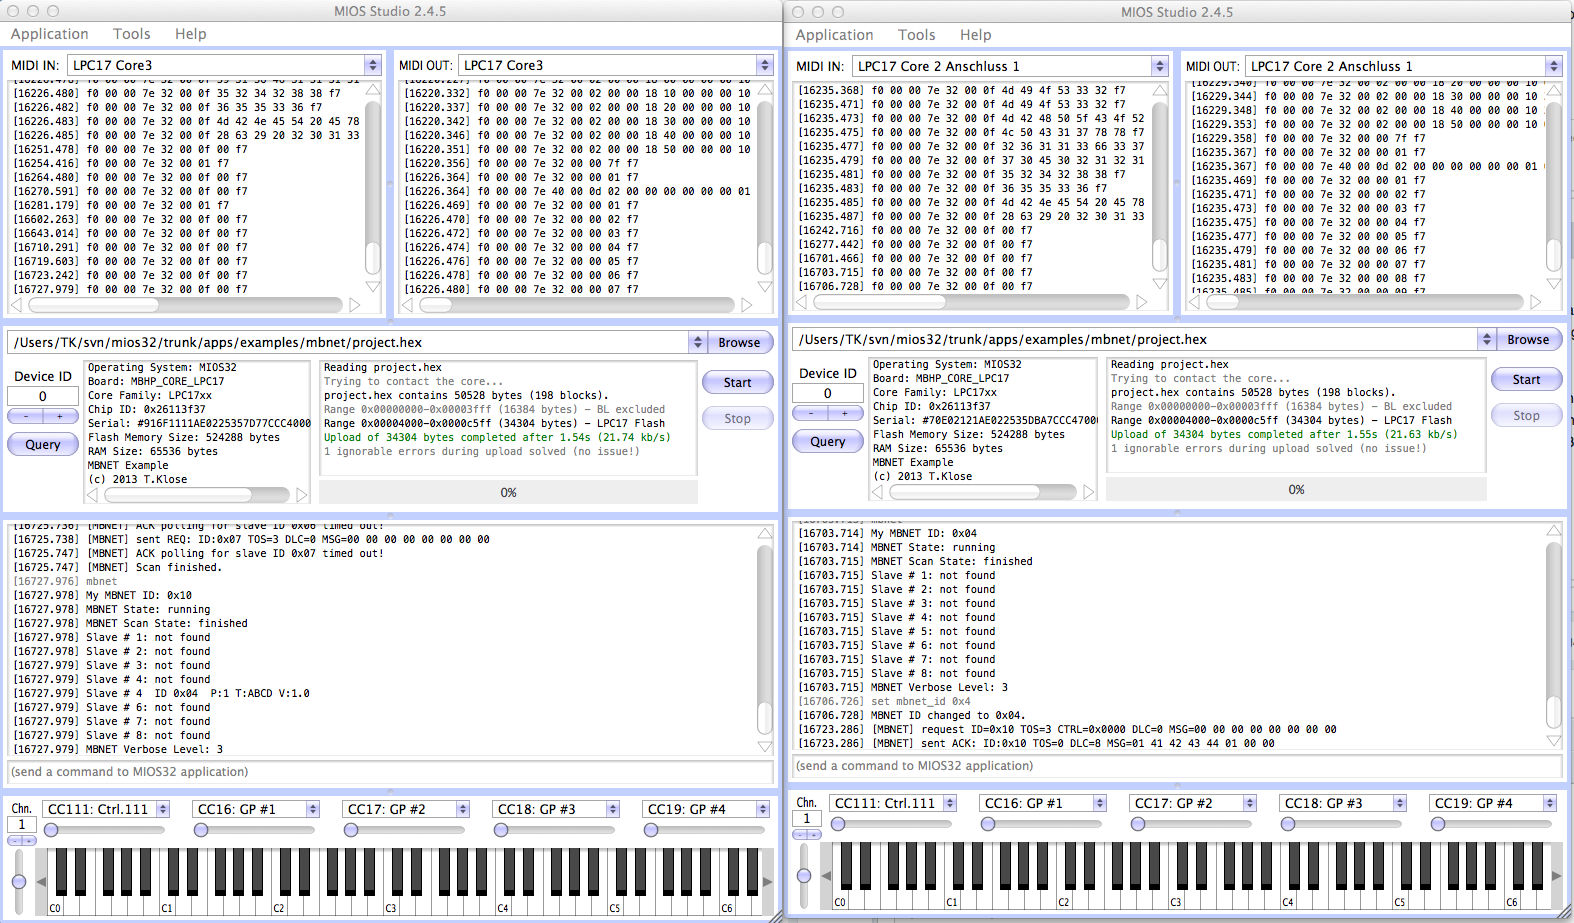 MIOS Studio 2.4.5
Application Tools Help
MIDI IN: LPC17 Core3
MIDI OUT: LPC17 Core3
[16226.480] f0 00 00 7e 32 00 0f 35 32 34 32 38 38 f7
[16226.482] f0 00 00 7e 32 00 0f 36 35 35 33 36 f7
[16226.483] f0 00 00 7e 32 00 0f 4d 42 4e 45 54 20 45 78
[16226.485] f0 00 00 7e 32 00 0f 28 63 29 20 32 30 31 33
[16251.478] f0 00 00 7e 32 00 0f 00 f7
[16254.416] f0 00 00 7e 32 00 01 f7
[16264.480] f0 00 00 7e 32 00 0f 00 f7
[16270.591] f0 00 00 7e 32 00 0f 00 f7
[16281.179] f0 00 00 7e 32 00 01 f7
[16602.263] f0 00 00 7e 32 00 0f 00 f7
[16643.014] f0 00 00 7e 32 00 0f 00 f7
[16710.291] f0 00 00 7e 32 00 0f 00 f7
[16719.603] f0 00 00 7e 32 00 0f 00 f7
[16723.242] f0 00 00 7e 32 00 0f 00 f7
[16727.979] f0 00 00 7e 32 00 0f 00 f7
[16220.332] f0 00 00 7e 32 00 02 00 00 18 10 00 00 00 10
[16220.337] f0 00 00 7e 32 00 02 00 00 18 20 00 00 00 10
[16220.342] f0 00 00 7e 32 00 02 00 00 18 30 00 00 00 10
[16220.346] f0 00 00 7e 32 00 02 00 00 18 40 00 00 00 10
[16220.351] f0 00 00 7e 32 00 02 00 00 18 50 00 00 00 10
[16220.356] f0 00 00 7e 32 00 00 7f f7
[16226.364] f0 00 00 7e 32 00 00 01 f7
[16226.364] f0 00 00 7e 40 00 0d 02 00 00 00 00 00 00 01
[16226.469] f0 00 00 7e 32 00 00 01 f7
[16226.470] f0 00 00 7e 32 00 00 02 f7
[16226.472] f0 00 00 7e 32 00 00 03 f7
[16226.474] f0 00 00 7e 32 00 00 04 f7
[16226.476] f0 00 00 7e 32 00 00 05 f7
[16226.478] f0 00 00 7e 32 00 00 06 f7
[16226.480] f0 00 00 7e 32 00 00 07 f7
/Users/TK/svn/mios32/trunk/apps/examples/mbnet/project.hex
Browse
Device ID
0
- +
Query
Operating System: MIOS32
Board: MBHP_CORE_LPC17
Core Family: LPC17xx
Chip ID: 0x26113f37
Serial: #916F1111AE0225357D77CCC4000
Flash Memory Size: 524288 bytes
RAM Size: 65536 bytes
MBNET Example
(c) 2013 T.Klose
Reading project.hex
Trying to contact the core...
project.hex contains 50528 bytes (198 blocks).
Range 0x00000000-0x00003fff (16384 bytes) - BL excluded
Range 0x00004000-0x0000c5ff (34304 bytes) - LPC17 Flash
Upload of 34304 bytes completed after 1.54s (21.74 kb/s)
1 ignorable errors during upload solved (no issue!)
0%
Start
Stop
[16725.736] [MBNET] ACK polling for slave ID 0x06 timed out!
[16725.738] [MBNET] sent REQ: ID:07 TOS=3 DLC=0 MSG=00 00 00 00 00 00 00 00
[16725.747] [MBNET] ACK polling for slave ID 0x07 timed out!
[16725.747] [MBNET] Scan finished.
[16727.976] mbnet
[16727.978] My MBNET ID: 0x10
[16727.978] MBNET State: running
[16727.978] MBNET Scan State: finished
[16727.978] Slave # 1: not found
[16727.978] Slave # 2: not found
[16727.979] Slave # 3: not found
[16727.979] Slave # 4: not found
[16727.979] Slave # 4 ID 0x04 P:1 T:ABCD V:1.0
[16727.979] Slave # 6: not found
[16727.979] Slave # 7: not found
[16727.979] Slave # 8: not found
[16727.979] MBNET Verbose Level: 3
(send a command to MIOS32 application)
Chn. CC111: Ctrl.111 CC16: GP #1 CC17: GP #2 CC18: GP #3 CC19: GP #4
1
- +
C0 C1 C2 C3 C4 C5 C6
MIOS Studio 2.4.5
Application Tools Help
MIDI IN: LPC17 Core 2 Anschluss 1
MIDI OUT: LPC17 Core 2 Anschluss 1
[16235.368] f0 00 00 7e 32 00 0f 4d 49 4f 53 33 32 f7
[16235.471] f0 00 00 7e 32 00 0f 4d 49 4f 53 33 32 f7
[16235.473] f0 00 00 7e 32 00 0f 4d 42 48 50 5f 43 4f 52
[16235.475] f0 00 00 7e 32 00 0f 4c 50 43 31 37 78 78 f7
[16235.477] f0 00 00 7e 32 00 0f 32 36 31 31 33 66 33 37
[16235.479] f0 00 00 7e 32 00 0f 37 30 45 30 32 31 32 31
[16235.481] f0 00 00 7e 32 00 0f 35 32 34 32 38 38 f7
[16235.483] f0 00 00 7e 32 00 0f 36 35 35 33 36 f7
[16235.485] f0 00 00 7e 32 00 0f 4d 42 4e 45 54 20 45 78
[16235.487] f0 00 00 7e 32 00 0f 28 63 29 20 32 30 31 33
[16242.716] f0 00 00 7e 32 00 0f 00 f7
[16277.442] f0 00 00 7e 32 00 0f 00 f7
[16701.466] f0 00 00 7e 32 00 0f 00 f7
[16703.715] f0 00 00 7e 32 00 0f 00 f7
[16706.728] f0 00 00 7e 32 00 0f 00 f7
[16229.340] f0 00 00 7e 32 00 02 00 00 18 20 00 00 00 10
[16229.344] f0 00 00 7e 32 00 02 00 00 18 30 00 00 00 10
[16229.348] f0 00 00 7e 32 00 02 00 00 18 40 00 00 00 10
[16229.353] f0 00 00 7e 32 00 02 00 00 18 50 00 00 00 10
[16229.358] f0 00 00 7e 32 00 00 7f f7
[16235.367] f0 00 00 7e 32 00 00 01 f7
[16235.367] f0 00 00 7e 40 00 0d 02 00 00 00 00 00 00 01
[16235.469] f0 00 00 7e 32 00 00 01 f7
[16235.471] f0 00 00 7e 32 00 00 02 f7
[16235.473] f0 00 00 7e 32 00 00 03 f7
[16235.475] f0 00 00 7e 32 00 00 04 f7
[16235.477] f0 00 00 7e 32 00 00 05 f7
[16235.479] f0 00 00 7e 32 00 00 06 f7
[16235.481] f0 00 00 7e 32 00 00 07 f7
[16235.483] f0 00 00 7e 32 00 00 08 f7
[16235.485] f0 00 00 7e 32 00 00 09 f7
/Users/TK/svn/mios32/trunk/apps/examples/mbnet/project.hex
Browse
Device ID
0
- +
Query
Operating System: MIOS32
Board: MBHP_CORE_LPC17
Core Family: LPC17xx
Chip ID: 0x26113f37
Serial: #70E02121AE022535DBA7CCC4700
Flash Memory Size: 524288 bytes
RAM Size: 65536 bytes
MBNET Example
(c) 2013 T.Klose
Reading project.hex
Trying to contact the core...
project.hex contains 50528 bytes (198 blocks).
Range 0x00000000-0x00003fff (16384 bytes) - BL excluded
Range 0x00004000-0x0000c5ff (34304 bytes) - LPC17 Flash
Upload of 34304 bytes completed after 1.55s (21.63 kb/s)
1 ignorable errors during upload solved (no issue!)
0%
Start
Stop
[16703.713] mbnet
[16703.714] My MBNET ID: 0x04
[16703.714] MBNET State: running
[16703.715] MBNET Scan State: finished
[16703.715] Slave # 1: not found
[16703.715] Slave # 2: not found
[16703.715] Slave # 3: not found
[16703.715] Slave # 4: not found
[16703.715] Slave # 5: not found
[16703.715] Slave # 6: not found
[16703.715] Slave # 7: not found
[16703.715] Slave # 8: not found
[16703.715] MBNET Verbose Level: 3
[16706.726] set mbnet_id 0x4
[16706.728] MBNET ID changed to 0x04.
[16723.286] [MBNET] request ID=0x10 TOS=3 CTRL=0x0000 DLC=0 MSG=00 00 00 00 00 00 00 00
[16723.286] [MBNET] sent ACK: ID:0x10 TOS=0 DLC=8 MSG=01 41 42 43 44 01 00 00
(send a command to MIOS32 application)
Chn. CC111: Ctrl.111 CC16: GP #1 CC17: GP #2 CC18: GP #3 CC19: GP #4
1
- +
C0 C1 C2 C3 C4 C5 C6